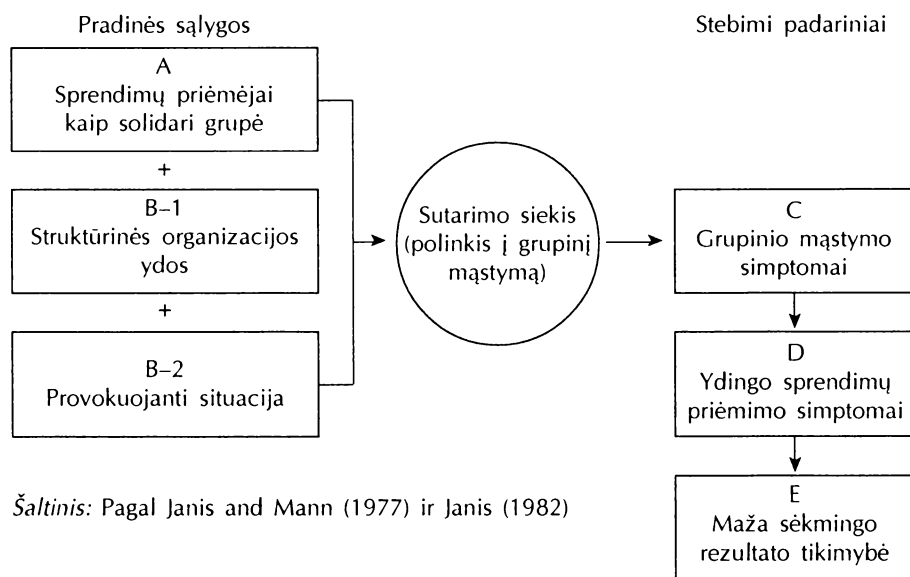 Pradinės sąlygos
A
Sprendimų priėmėjai
kaip solidari grupė
+
B–1
Struktūrinės organizacijos
ydos
+
B–2
Provokuojanti situacija
Sutarimo siekis
(polinkis į grupinį
mąstymą)
Stebimi padariniai
C
Grupinio mąstymo
simptomai
D
Ydingo sprendimų
priėmimo simptomai
E
Maža sėkmingo
rezultato tikimybė
Šaltinis: Pagal Janis and Mann (1977) ir Janis (1982)